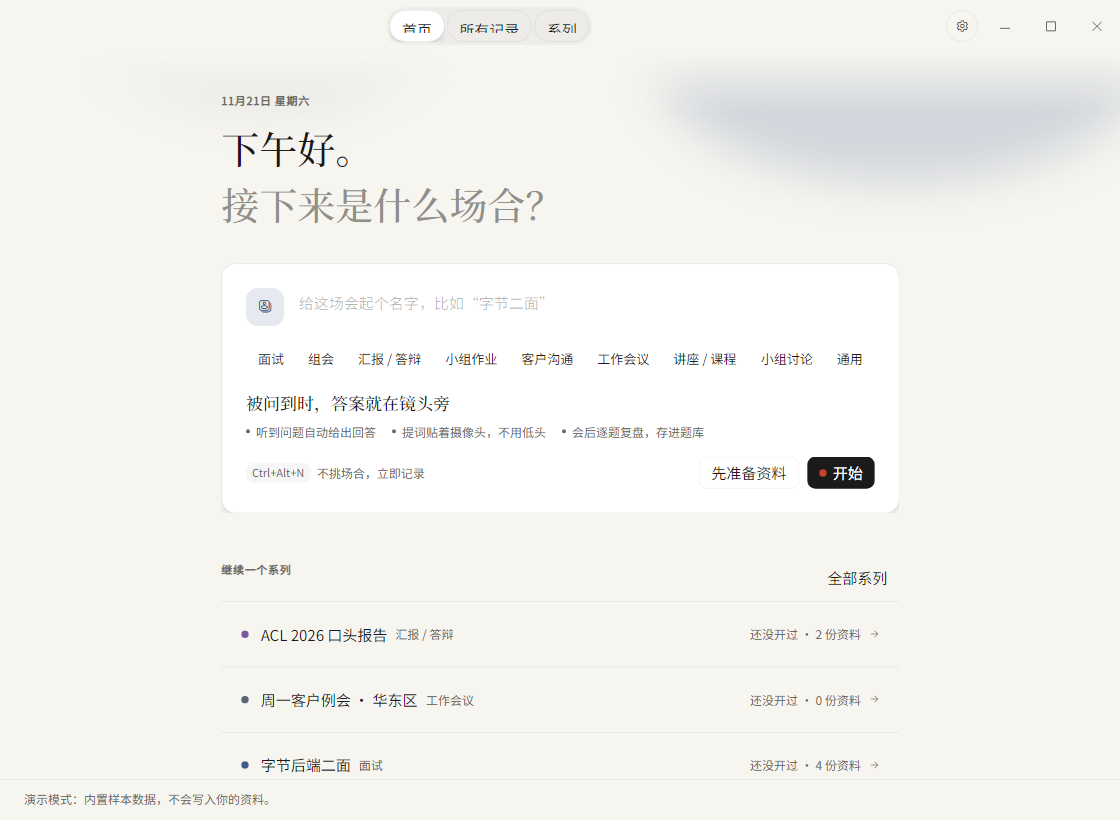 首页 所有记录 系列
11月21日 星期六
下午好。
接下来是什么场合？
给这场会起个名字，比如“字节二面”
面试 组会 汇报 / 答辩 小组作业 客户沟通 工作会议 讲座 / 课程 小组讨论 通用
被问到时，答案就在镜头旁
• 听到问题自动给出回答 • 提词贴着摄像头，不用低头 • 会后逐题复盘，存进题库
Ctrl+Alt+N 不挑场合，立即记录 先准备资料 开始
继续一个系列 全部系列
ACL 2026 口头报告 汇报 / 答辩 还没开过 · 2 份资料 →
周一客户例会 · 华东区 工作会议 还没开过 · 0 份资料 →
字节后端二面 面试 还没开过 · 4 份资料 →
演示模式：内置样本数据，不会写入你的资料。